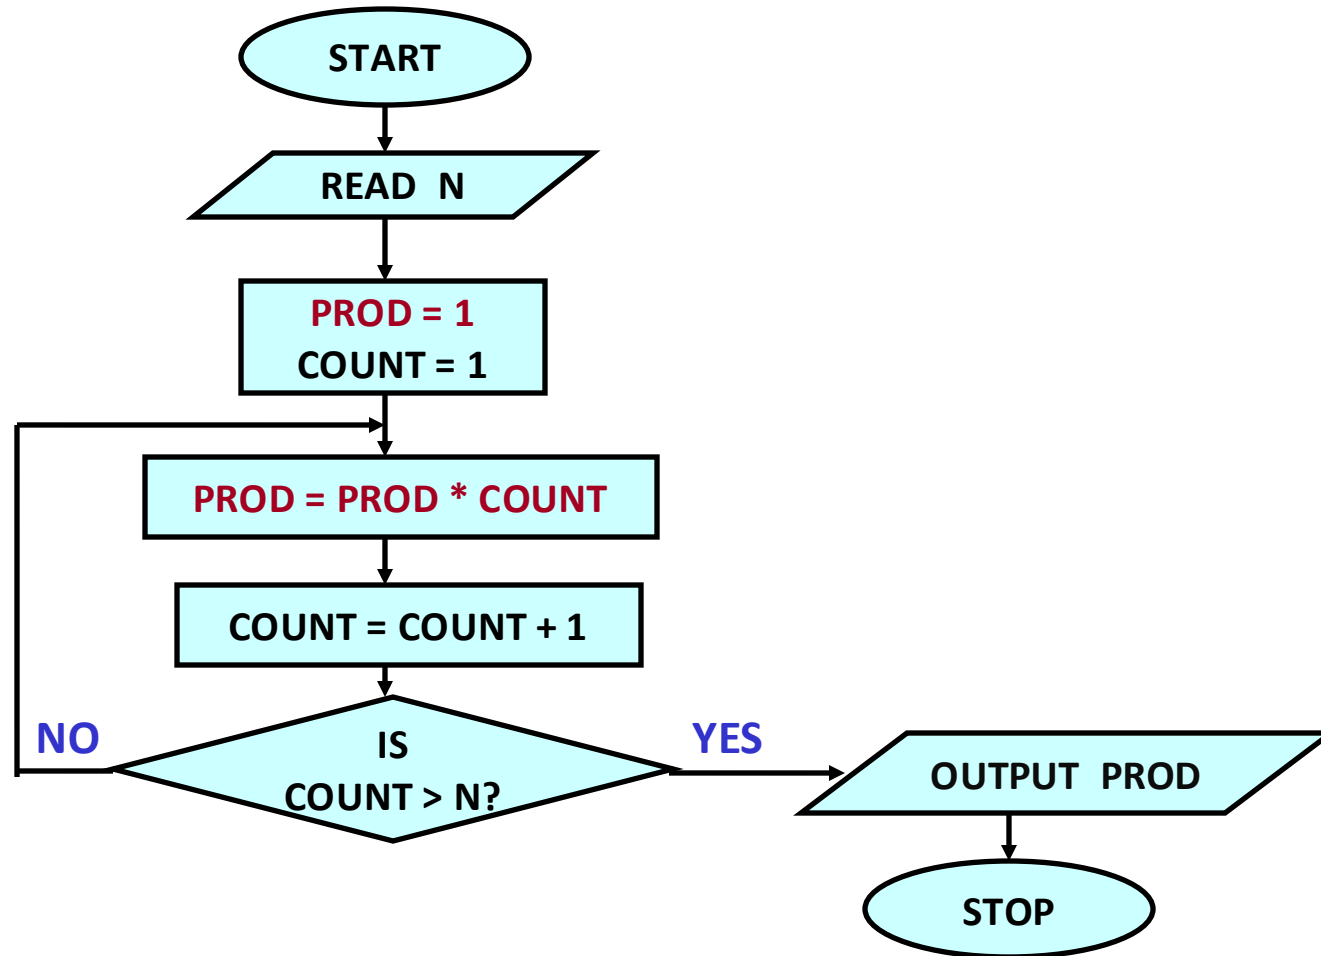 START
READ N
PROD = 1
COUNT = 1
PROD = PROD * COUNT
COUNT = COUNT + 1
IS
COUNT > N?
NO
YES
OUTPUT PROD
STOP